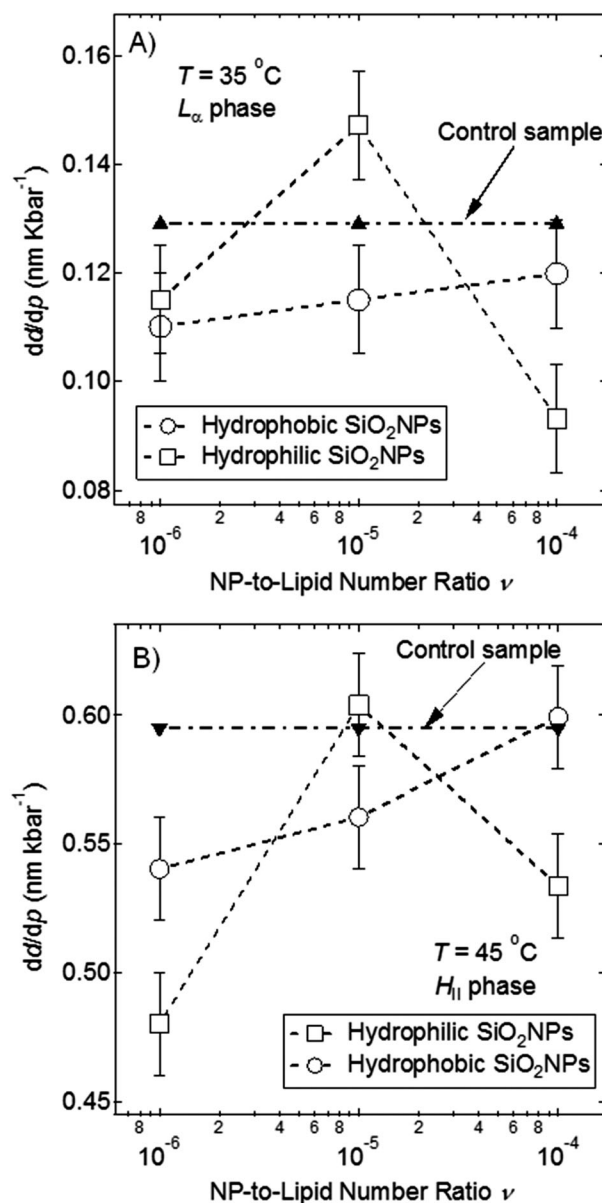 A)
T = 35 °C
Lα phase
Control sample
dd/dp (nm Kbar⁻¹)
0.16
0.14
0.12
0.10
0.08
Hydrophobic SiO₂NPs
Hydrophilic SiO₂NPs
8 2 4 6 8 2 4 6 8
10⁻⁶ 10⁻⁵ 10⁻⁴
NP-to-Lipid Number Ratio ν
B)
Control sample
dd/dp (nm kbar⁻¹)
0.60
0.55
0.50
0.45
T = 45 °C
HII phase
Hydrophilic SiO₂NPs
Hydrophobic SiO₂NPs
8 2 4 6 8 2 4 6 8
10⁻⁶ 10⁻⁵ 10⁻⁴
NP-to-Lipid Number Ratio ν